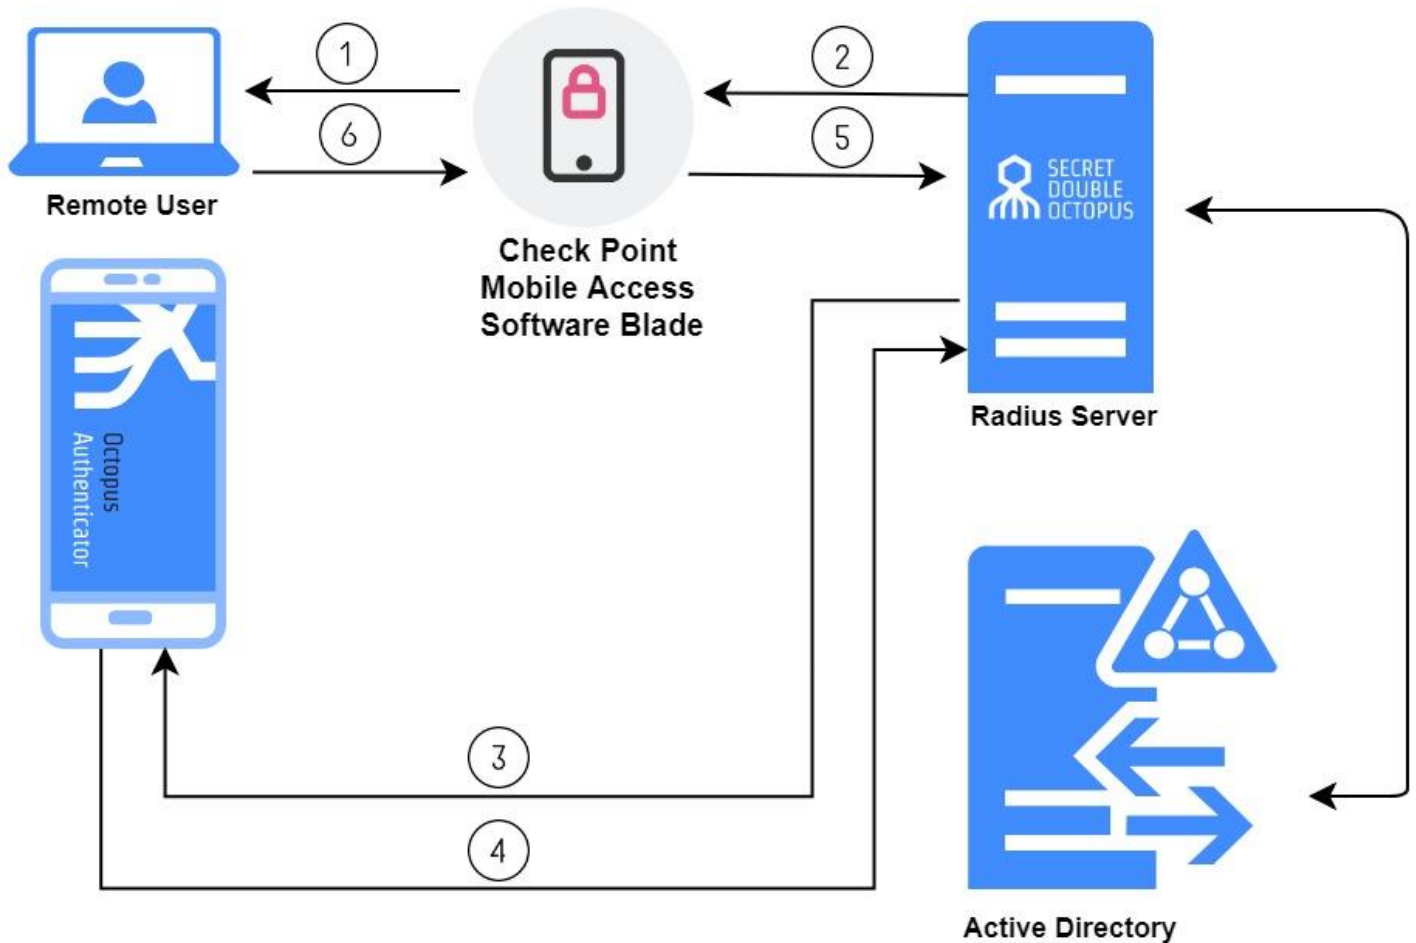 1
2
6
5
SECRET
DOUBLE
OCTOPUS
Remote User
Check Point
Mobile Access
Software Blade
Radius Server
Octopus
Authenticator
3
4
Active Directory